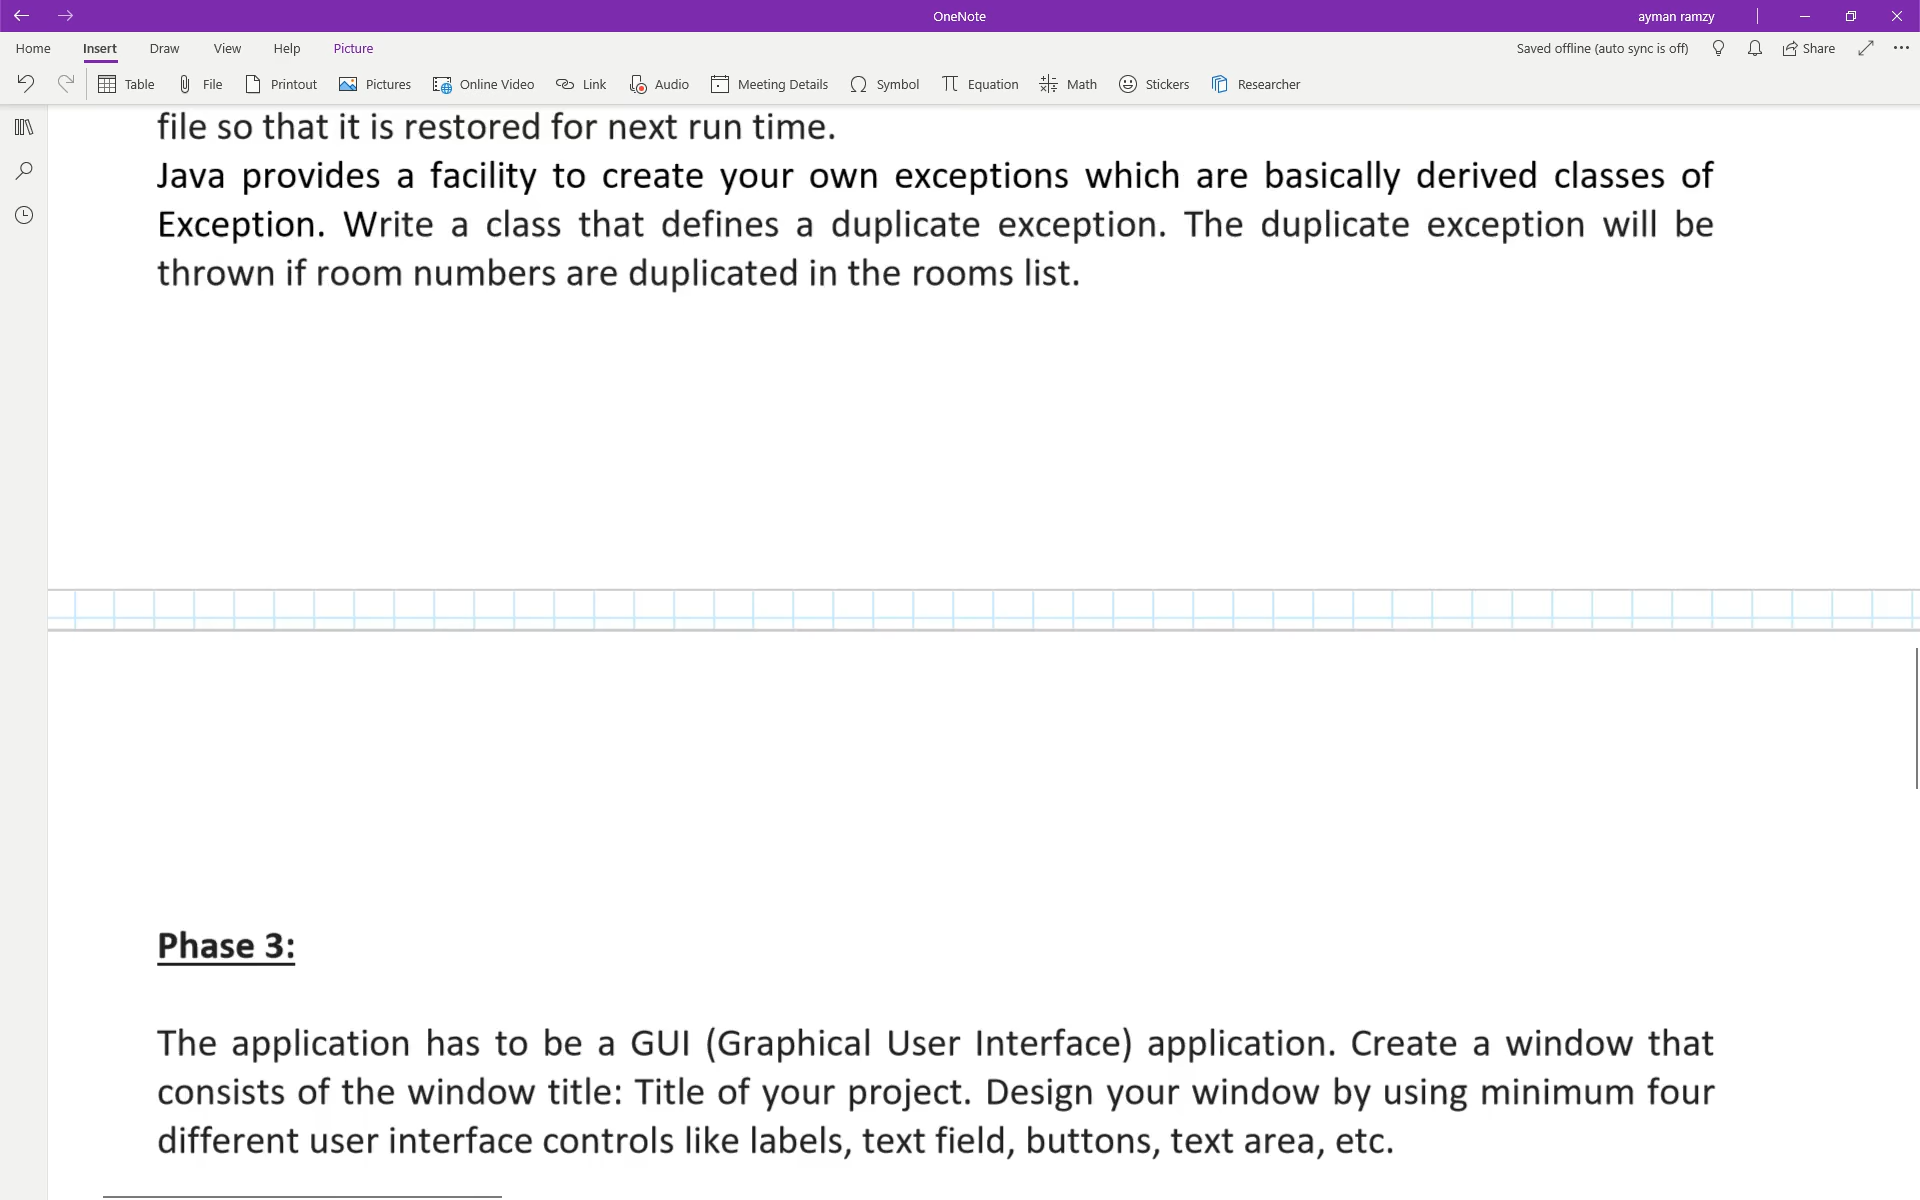 OneNote
ayman ramzy
Home Insert Draw View Help Picture
Saved offline (auto sync is off) Share
Table File Printout Pictures Online Video Link Audio Meeting Details Symbol Equation Math Stickers Researcher
file so that it is restored for next run time.
Java provides a facility to create your own exceptions which are basically derived classes of
Exception. Write a class that defines a duplicate exception. The duplicate exception will be
thrown if room numbers are duplicated in the rooms list.
Phase 3:
The application has to be a GUI (Graphical User Interface) application. Create a window that
consists of the window title: Title of your project. Design your window by using minimum four
different user interface controls like labels, text field, buttons, text area, etc.